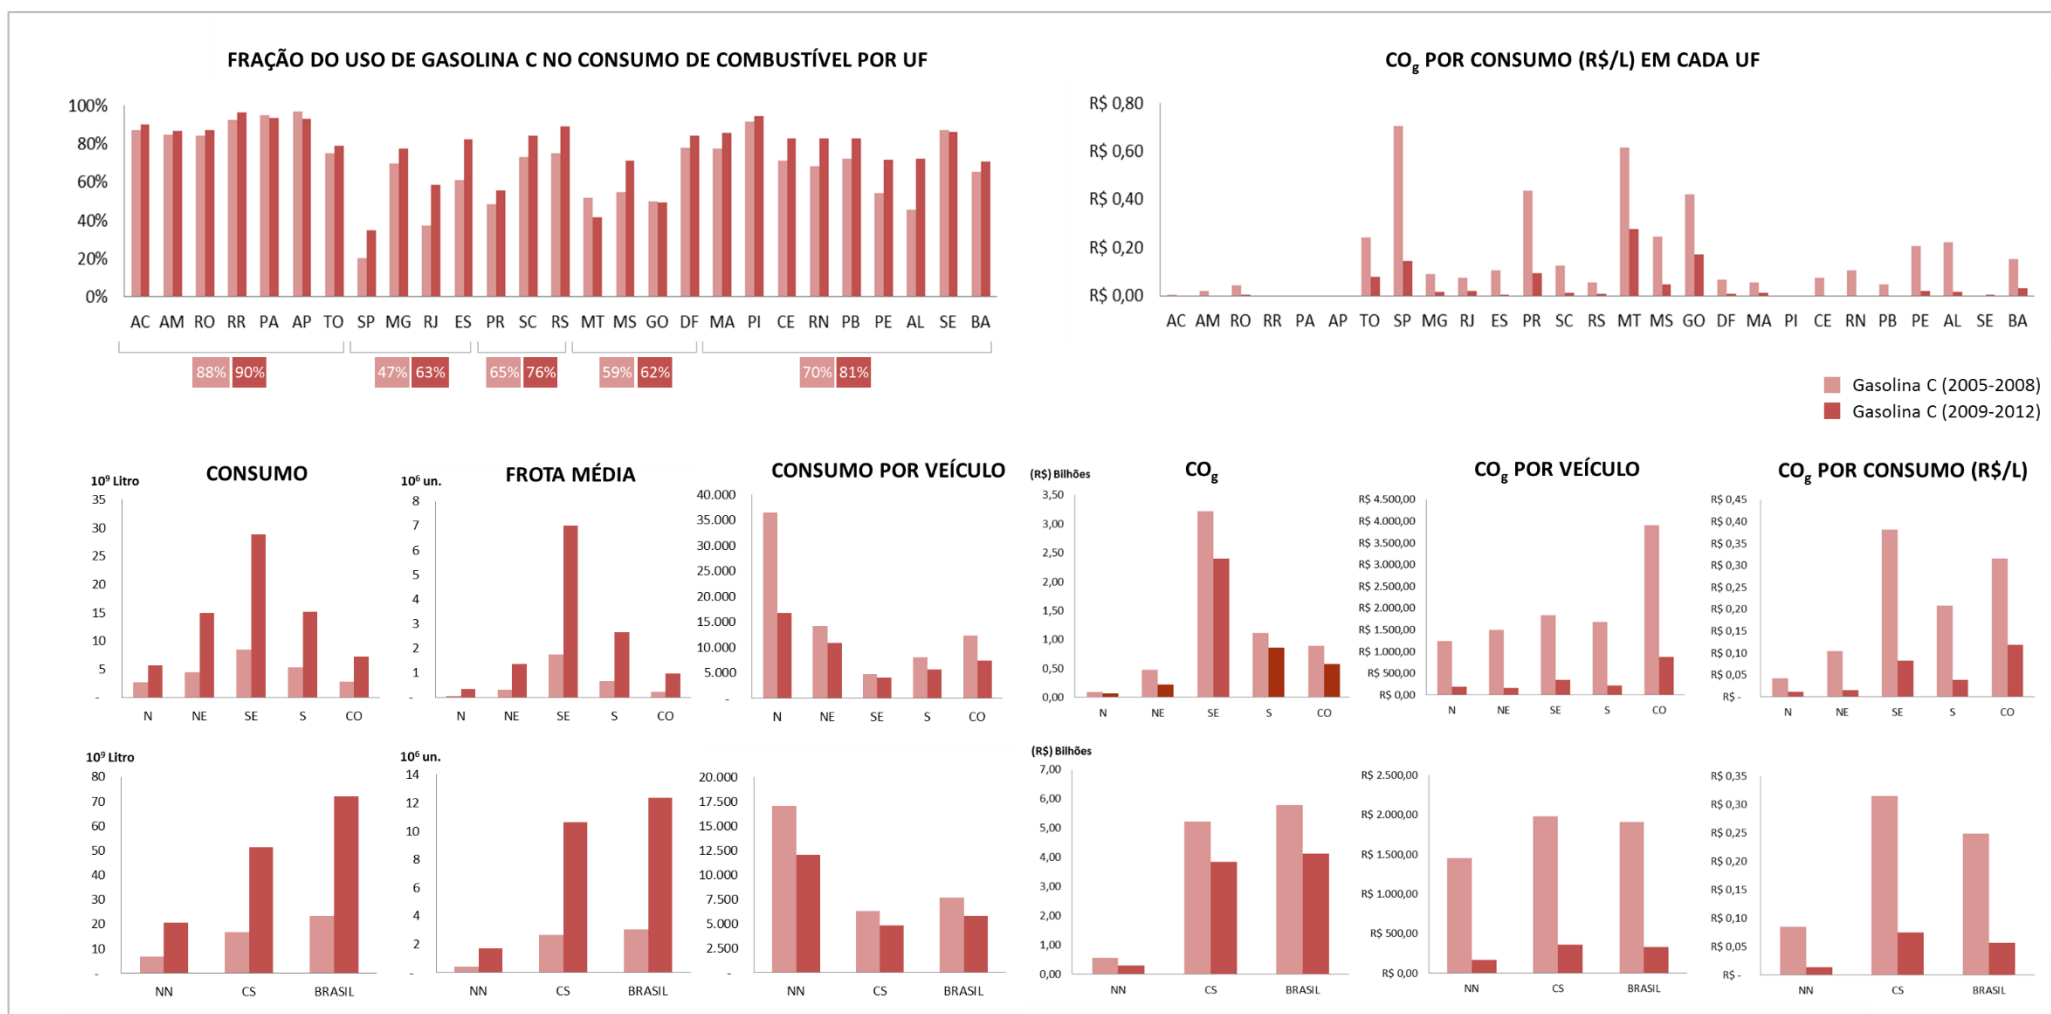 FRAÇÃO DO USO DE GASOLINA C NO CONSUMO DE COMBUSTÍVEL POR UF
100%
80%
60%
40%
20%
0%
AC AM RO RR PA AP TO SP MG RJ ES PR SC RS MT MS GO DF MA PI CE RN PB PE AL SE BA
88% 90% 47% 63% 65% 76% 59% 62% 70% 81%
COg POR CONSUMO (R$/L) EM CADA UF
R$ 0,80
R$ 0,60
R$ 0,40
R$ 0,20
R$ 0,00
AC AM RO RR PA AP TO SP MG RJ ES PR SC RS MT MS GO DF MA PI CE RN PB PE AL SE BA
Gasolina C (2005-2008)
Gasolina C (2009-2012)
CONSUMO
10⁹ Litro
35
30
25
20
15
10
5
-
N NE SE S CO
FROTA MÉDIA
10⁶ un.
8
7
6
5
4
3
2
1
-
N NE SE S CO
CONSUMO POR VEÍCULO
40.000
35.000
30.000
25.000
20.000
15.000
10.000
5.000
-
N NE SE S CO
COg
(R$) Bilhões
3,50
3,00
2,50
2,00
1,50
1,00
0,50
0,00
N NE SE S CO
COg POR VEÍCULO
R$ 4.500,00
R$ 4.000,00
R$ 3.500,00
R$ 3.000,00
R$ 2.500,00
R$ 2.000,00
R$ 1.500,00
R$ 1.000,00
R$ 500,00
R$ 0,00
N NE SE S CO
COg POR CONSUMO (R$/L)
R$ 0,45
R$ 0,40
R$ 0,35
R$ 0,30
R$ 0,25
R$ 0,20
R$ 0,15
R$ 0,10
R$ 0,05
R$ -
N NE SE S CO
10⁹ Litro
80
70
60
50
40
30
20
10
-
NN CS BRASIL
10⁶ un.
14
12
10
8
6
4
2
-
NN CS BRASIL
20.000
17.500
15.000
12.500
10.000
7.500
5.000
2.500
-
NN CS BRASIL
(R$) Bilhões
7,00
6,00
5,00
4,00
3,00
2,00
1,00
0,00
NN CS BRASIL
R$ 2.500,00
R$ 2.000,00
R$ 1.500,00
R$ 1.000,00
R$ 500,00
R$ 0,00
NN CS BRASIL
R$ 0,35
R$ 0,30
R$ 0,25
R$ 0,20
R$ 0,15
R$ 0,10
R$ 0,05
R$ -
NN CS BRASIL